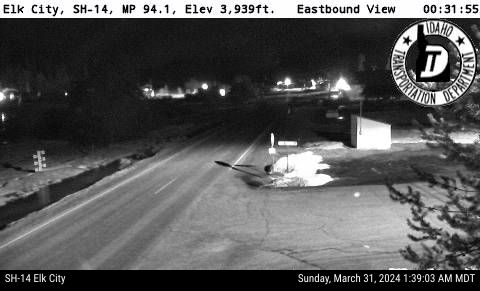 Elk City, SH-14, MP 94.1, Elev 3,939ft. Eastbound View 00:31:55
IDAHO
TRANSPORTATION DEPARTMENT
SH-14 Elk City Sunday, March 31, 2024 1:39:03 AM MDT